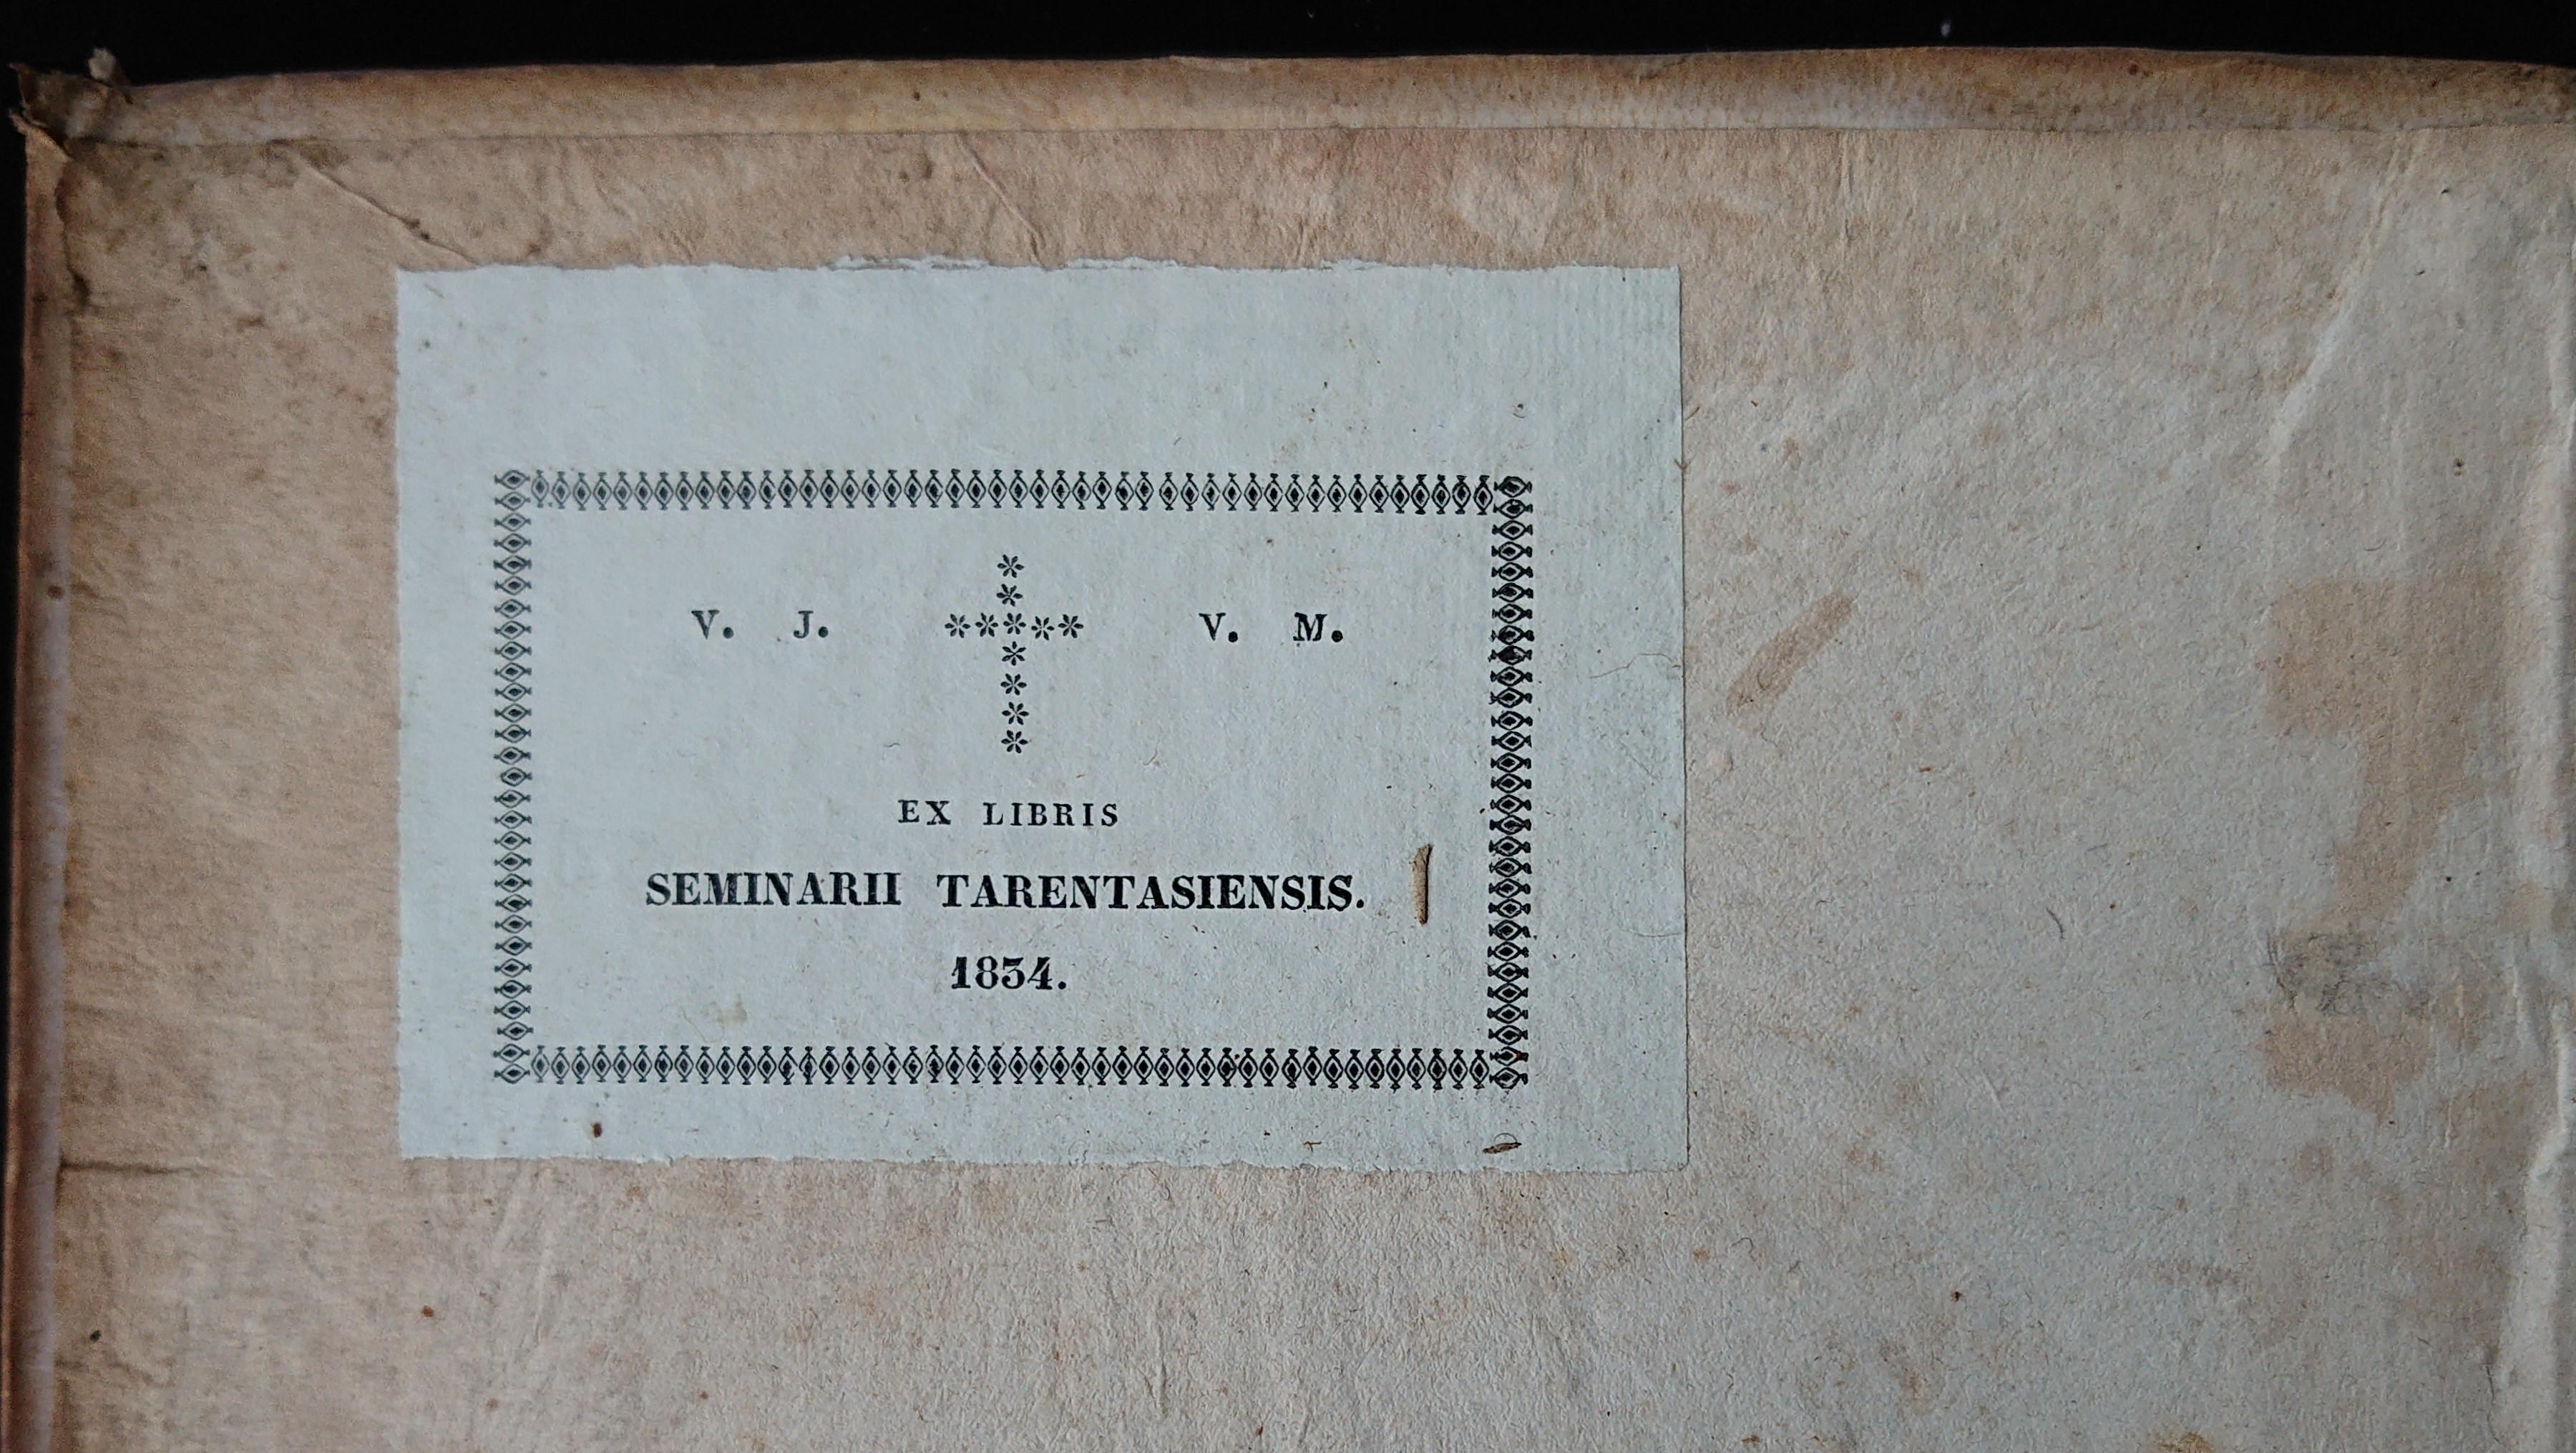 V. J. V. M.
EX LIBRIS
SEMINARII TARENTASIENSIS.
1834.